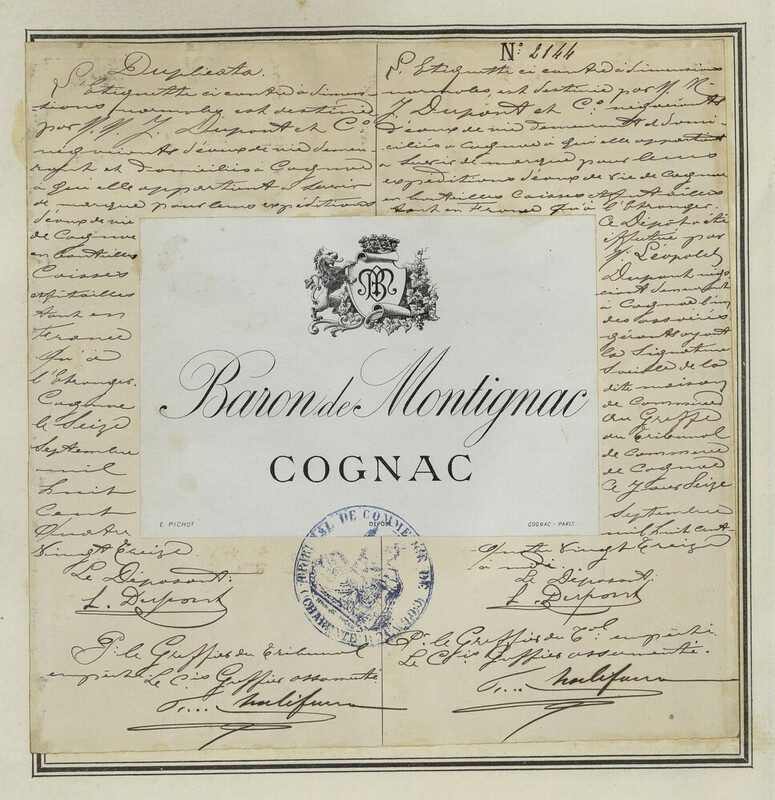 Duplicata.
L'Etiquette ci contre à dimen-
sions normales est destinée
par M. M. J. Dupont et Cº
négociants d'eaux de vie demeu-
rant et domiciliés à Cognac
à qui elle appartient à servir
de marque pour leurs expéditions
d'eaux de vie
de Cognac
en bouteilles
Caisses
et futailles
tant en
France
qu'à
l'Etranger.
Cognac
le Seize
Septembre
mil
huit
Cent
Quatre
Vingt Treize.
Le Déposant:
L. Dupont
Pr. le Greffier du Tribunal
empêché Le Cis Greffier assermenté
Nº 2144
L'Etiquette ci contre à dimensions
normales, est destinée par M M
J. Dupont et Cº négociants
d'eaux de vie demeurant et domi-
ciliés à Cognac à qui elle appartient
à servir de marque pour leurs
expéditions d'eaux de vie de Cognac
en bouteilles Caisses et futailles
tant en France qu'à l'Etranger.
Ce Dépôt a été
effectué par
M. Léopold
Dupont négo-
ciant demeurant
à Cognac l'un
des associés
gérants ayant
la Signature
Sociale de la
dite maison
de Commerce
au Greffe
du Tribunal
de Commerce
de Cognac
Ce Jour Seize
Septembre
mil huit cent
Quatre Vingt Treize
à midi
Le Déposant:
L. Dupont
Pr. le Greffier du Tal. empêché
Le Cis Greffier assermenté.
BM
Baron de Montignac
COGNAC
E. PICHOT
DÉPOSÉ
COGNAC - PARIS
TRIBUNAL DE COMMERCE DE COGNAC
CHARENTE